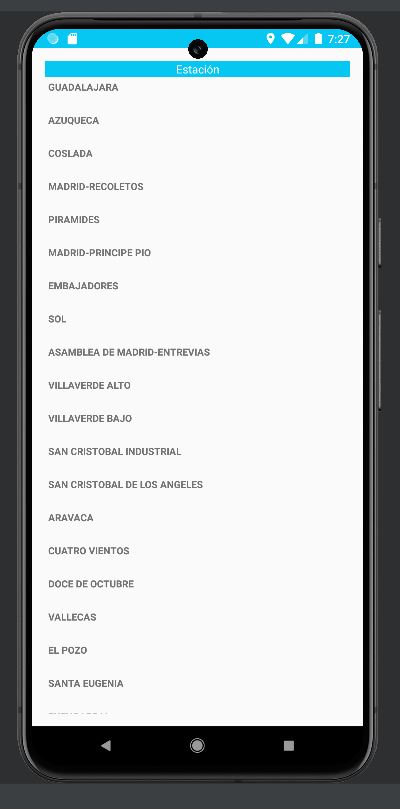 7:27
Estación
GUADALAJARA
AZUQUECA
COSLADA
MADRID-RECOLETOS
PIRAMIDES
MADRID-PRINCIPE PIO
EMBAJADORES
SOL
ASAMBLEA DE MADRID-ENTREVIAS
VILLAVERDE ALTO
VILLAVERDE BAJO
SAN CRISTOBAL INDUSTRIAL
SAN CRISTOBAL DE LOS ANGELES
ARAVACA
CUATRO VIENTOS
DOCE DE OCTUBRE
VALLECAS
EL POZO
SANTA EUGENIA